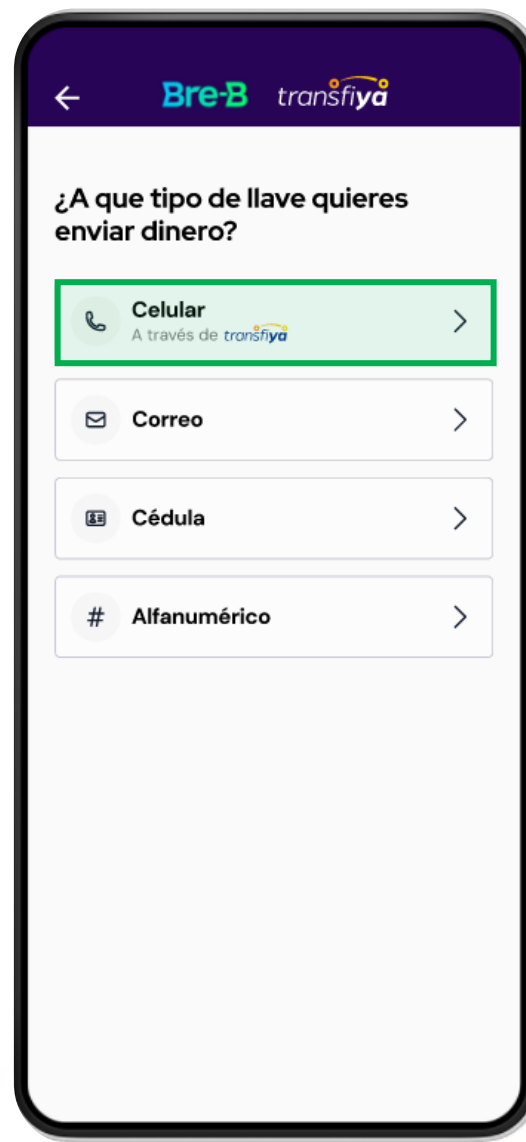 Bre-B transfiya
¿A que tipo de llave quieres
enviar dinero?
Celular
A través de transfiya
Correo
Cédula
# Alfanumérico